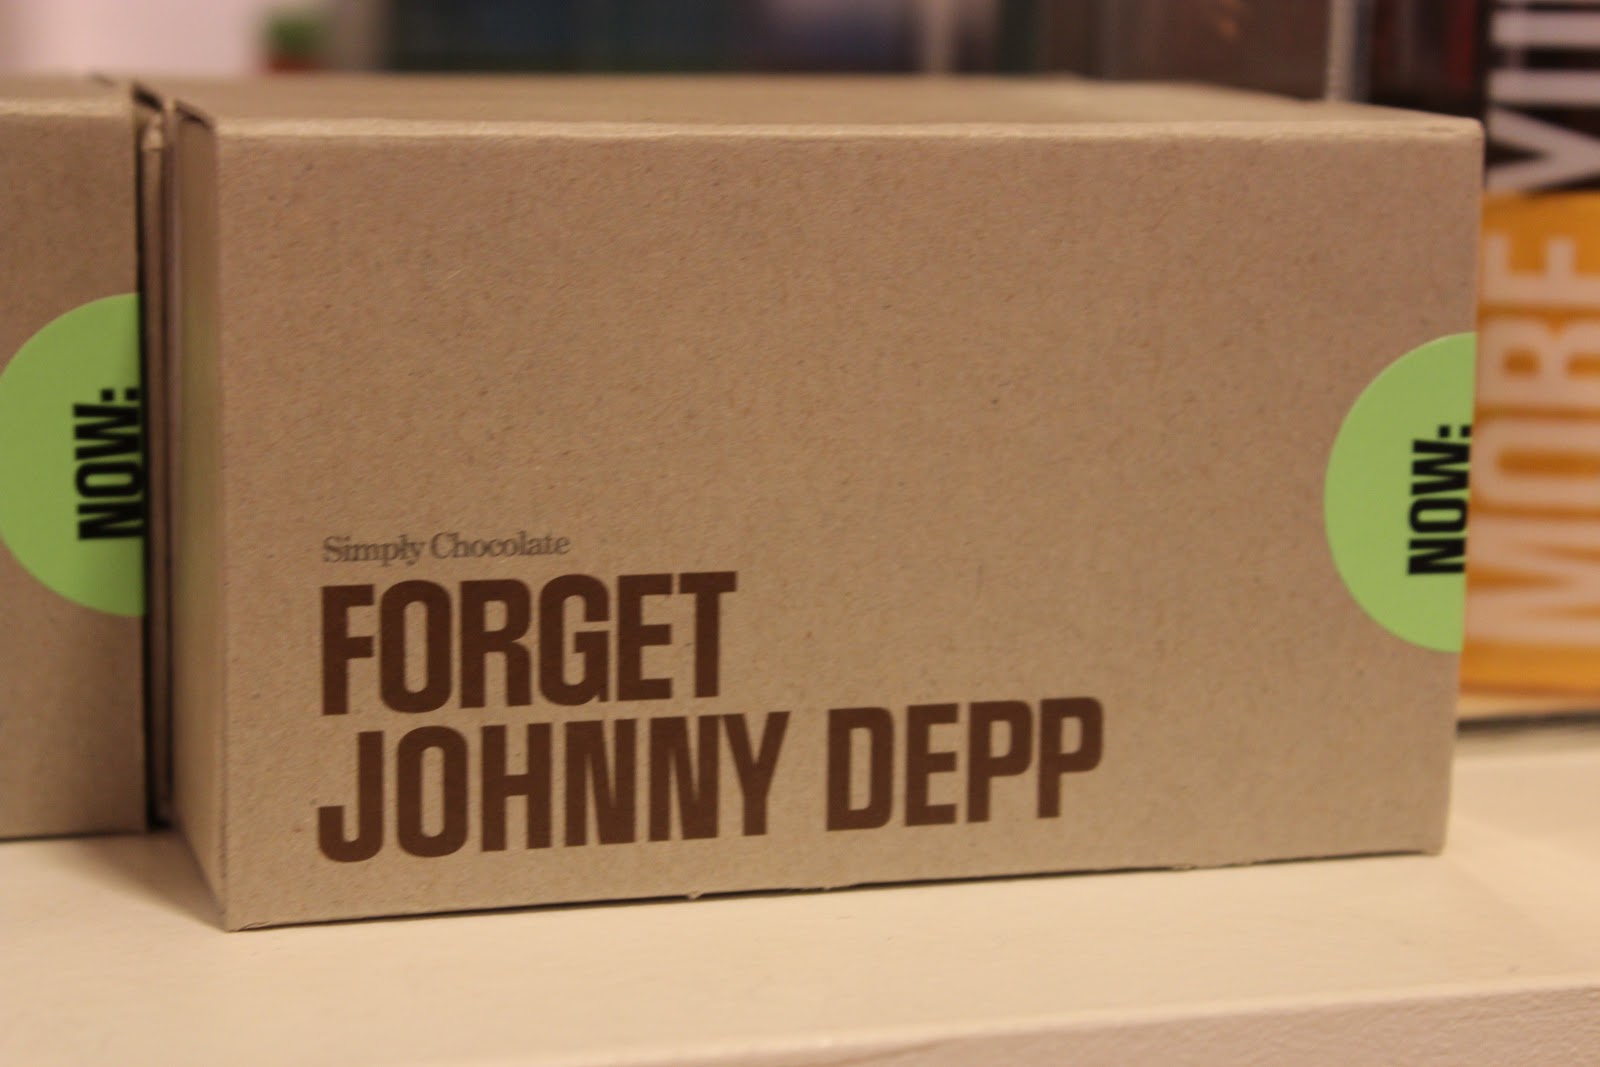 NOW:
Simply Chocolate
FORGET
JOHNNY DEPP
NOW:
MORE